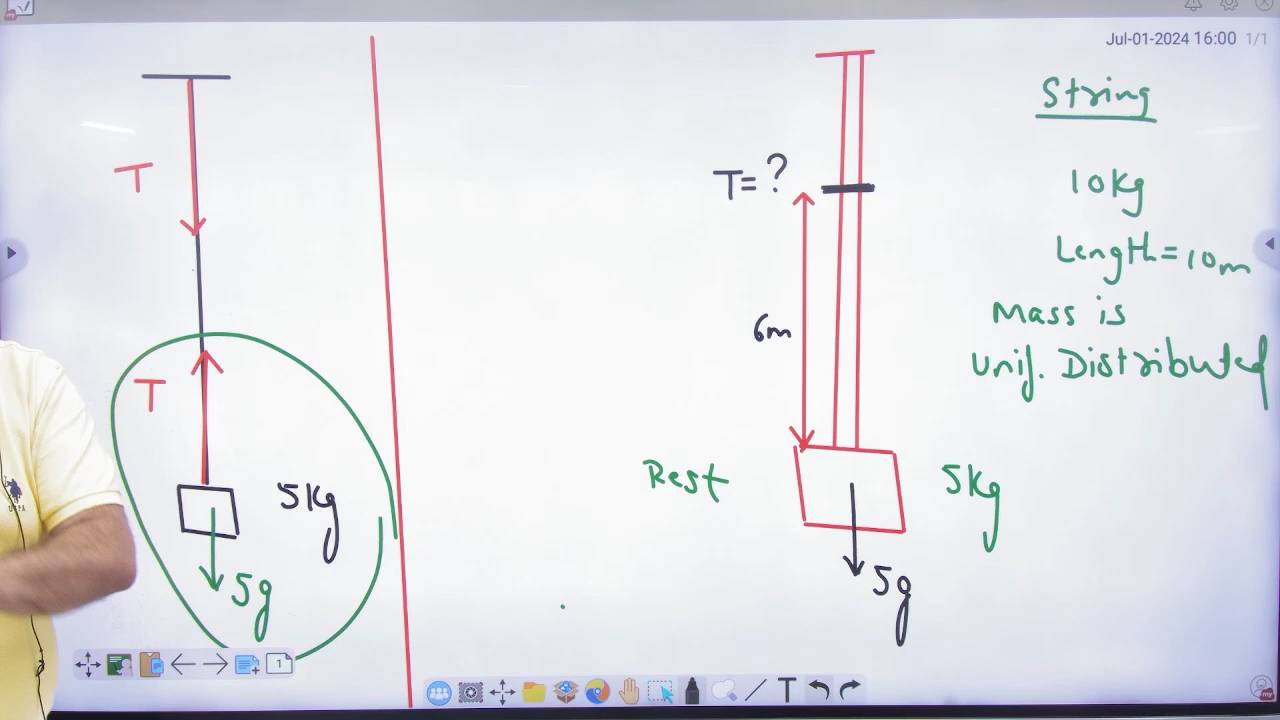 Jul-01-2024 16:00 1/1
T
T
5kg
5g
T=?
6m
Rest
5kg
5g
String
10kg
Length=10m
Mass is
Unif. Distributed
1
T